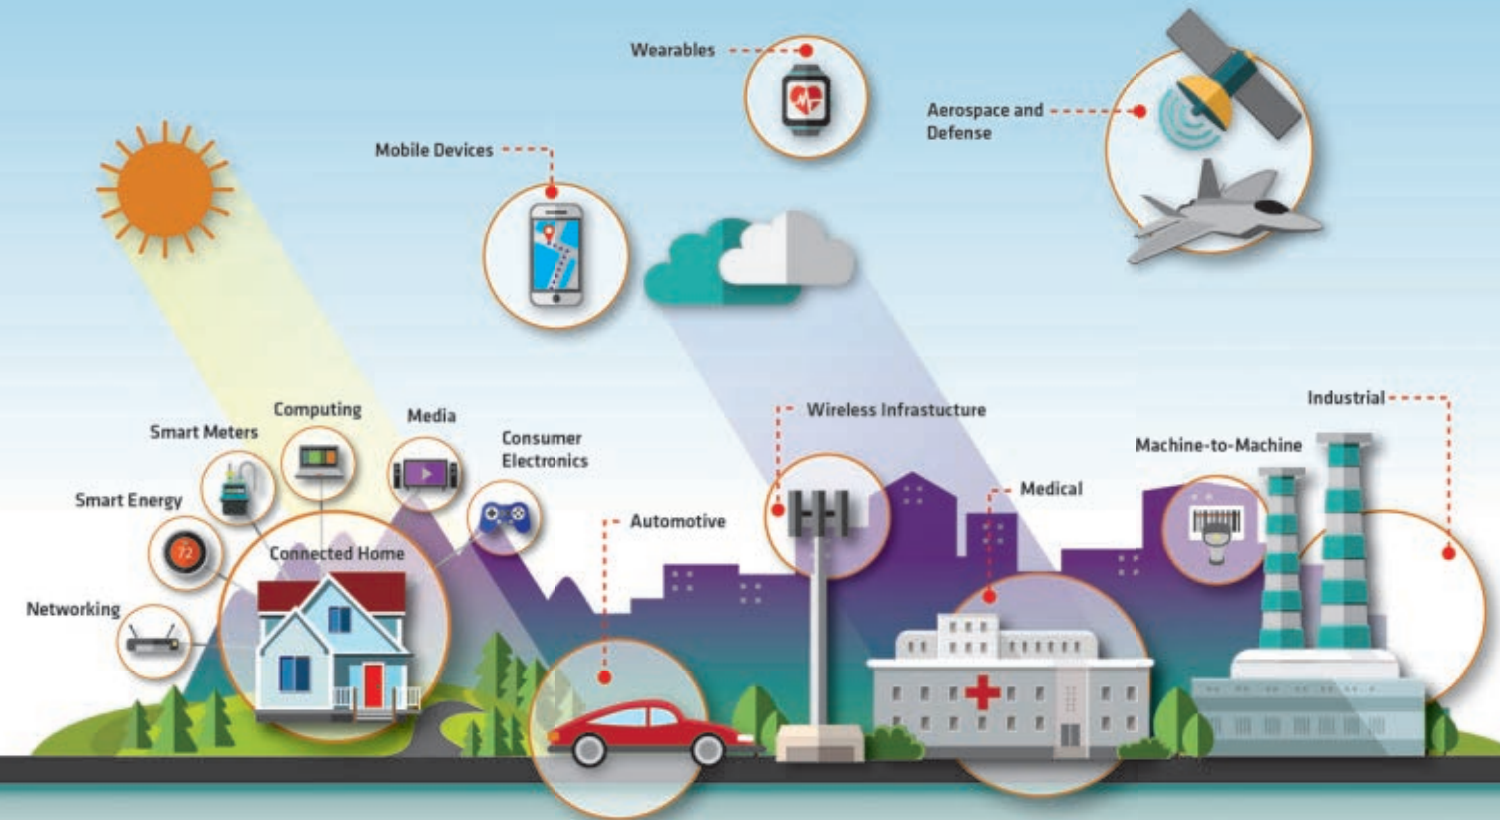 Wearables
Aerospace and
Defense
Mobile Devices
Computing
Media
Smart Meters
Consumer
Electronics
Smart Energy
Connected Home
Networking
72
Automotive
Wireless Infrastucture
Medical
Machine-to-Machine
Industrial